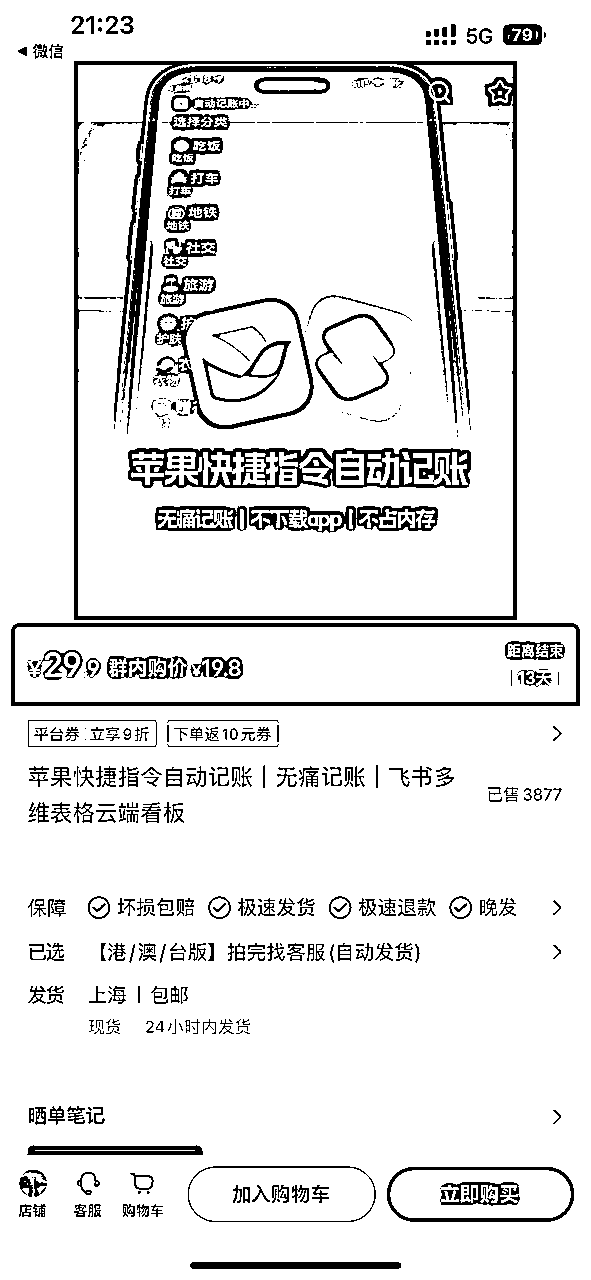 21:23
5G 79
微信
自动记账中...
选择分类
吃饭
吃饭
打车
打车
地铁
地铁
社交
社交
旅游
旅游
护肤
苹果快捷指令自动记账
无痛记账 | 不下载app | 不占内存
¥29.9 群内购价 ¥19.8
距离结束
13天
平台券 立享9折 下单返10元券
苹果快捷指令自动记账｜无痛记账｜飞书多
维表格云端看板
已售3877
保障 坏损包赔 极速发货 极速退款 晚发
已选 【港/澳/台版】拍完找客服(自动发货)
发货 上海 | 包邮
现货 24小时内发货
晒单笔记
店铺 客服 购物车 加入购物车 立即购买